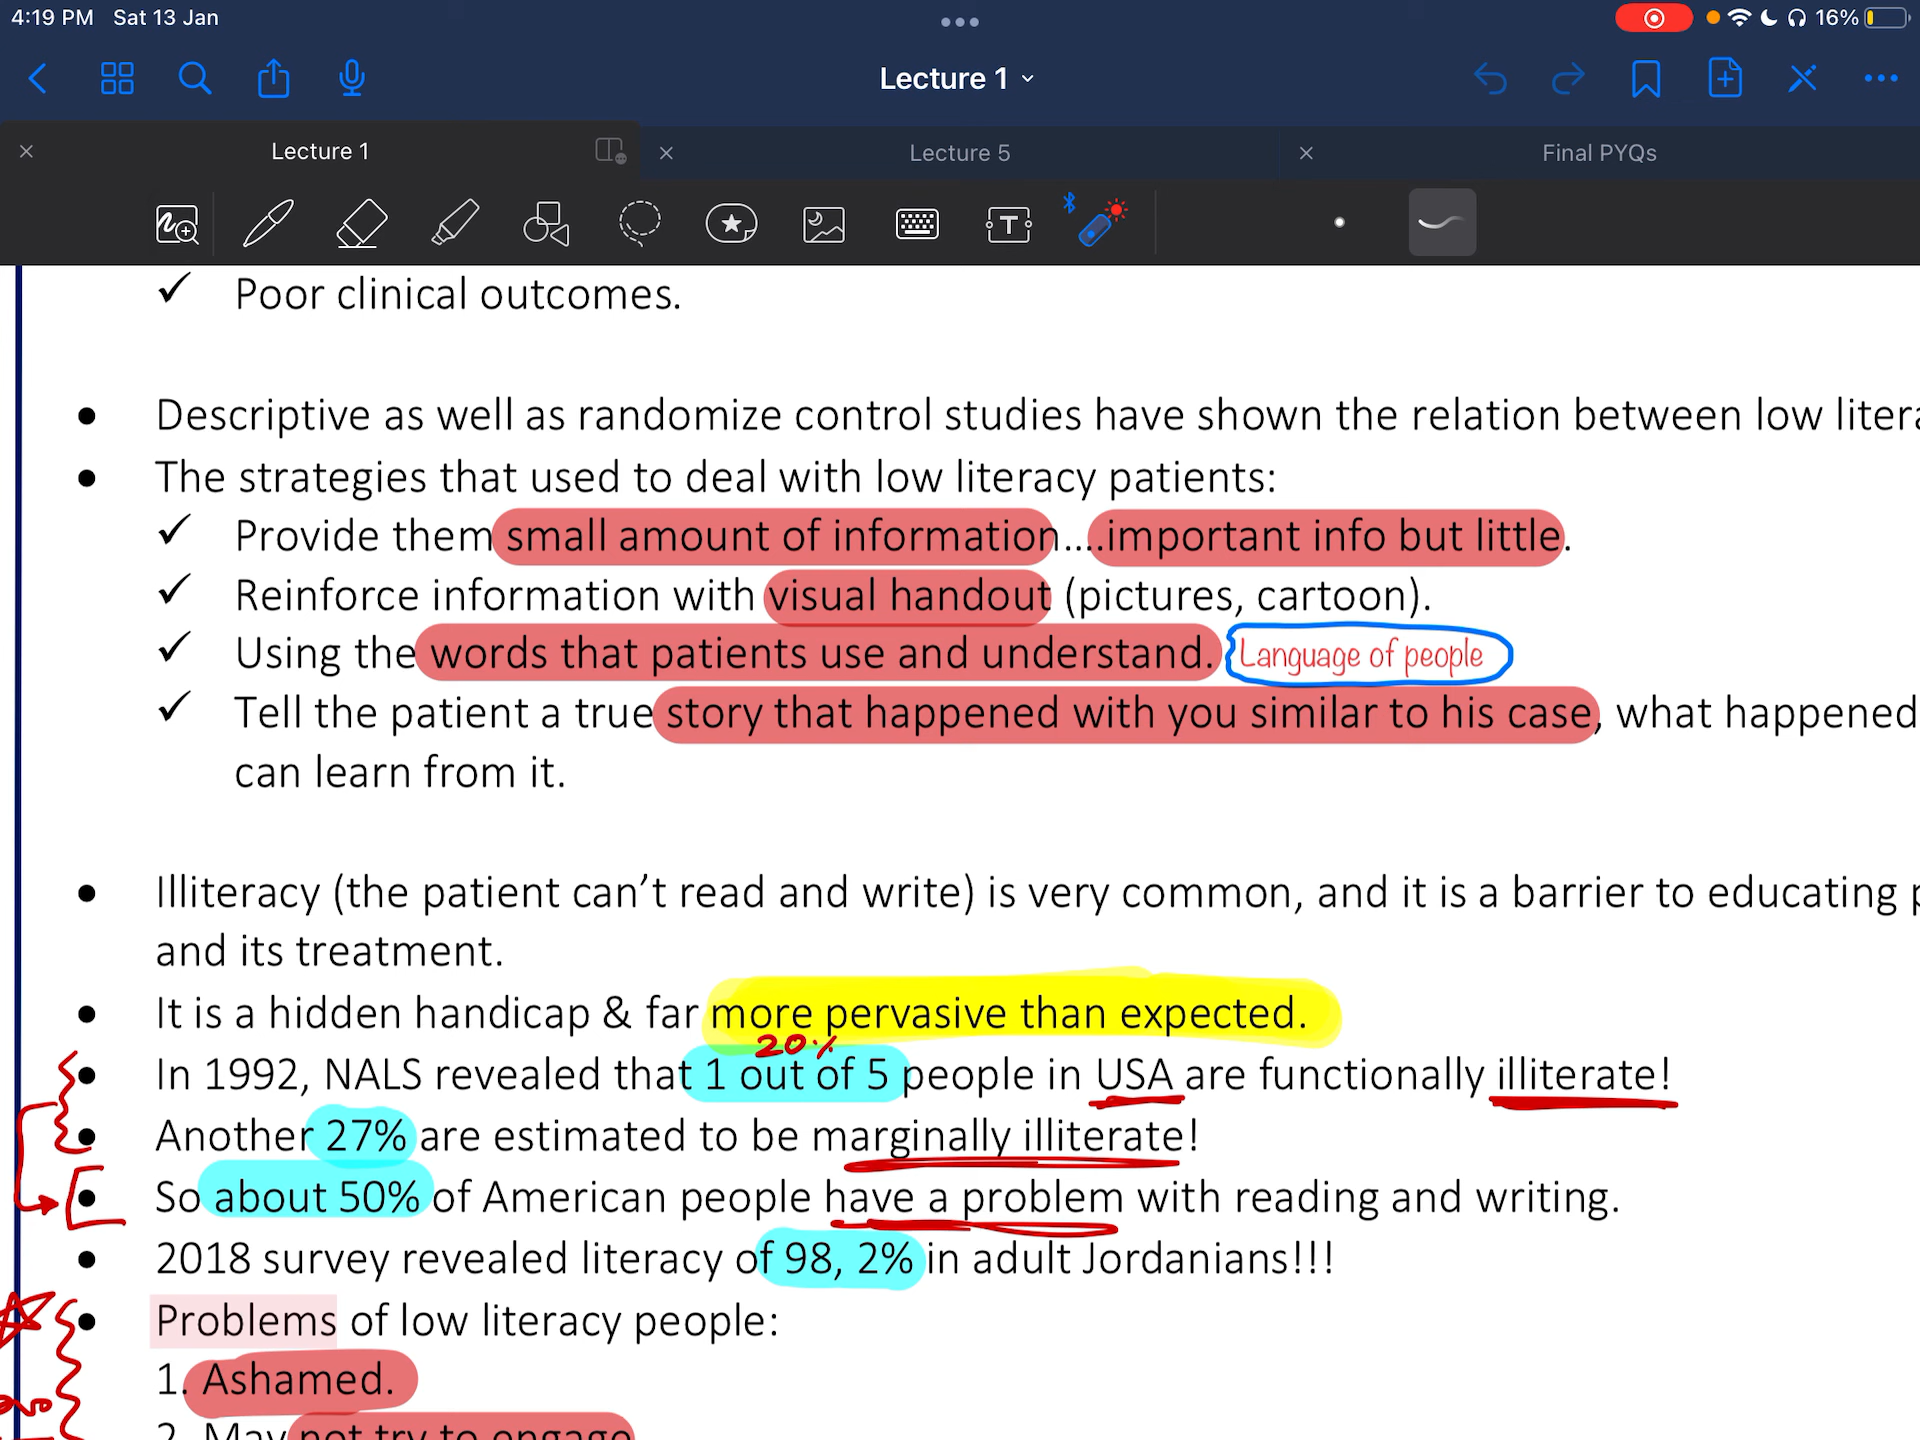 4:19 PM Sat 13 Jan
16%
Lecture 1
Lecture 1
Lecture 5
Final PYQs
✓ Poor clinical outcomes.
• Descriptive as well as randomize control studies have shown the relation between low
• The strategies that used to deal with low literacy patients:
✓ Provide them small amount of information....important info but little.
✓ Reinforce information with visual handout (pictures, cartoon).
✓ Using the words that patients use and understand. Language of people
✓ Tell the patient a true story that happened with you similar to his case, what happened
can learn from it.
• Illiteracy (the patient can't read and write) is very common, and it is a barrier to educating
and its treatment.
• It is a hidden handicap & far more pervasive than expected.
20%
• In 1992, NALS revealed that 1 out of 5 people in USA are functionally illiterate!
• Another 27% are estimated to be marginally illiterate!
• So about 50% of American people have a problem with reading and writing.
• 2018 survey revealed literacy of 98, 2% in adult Jordanians!!!
• Problems of low literacy people:
1. Ashamed.
2. May not try to engage